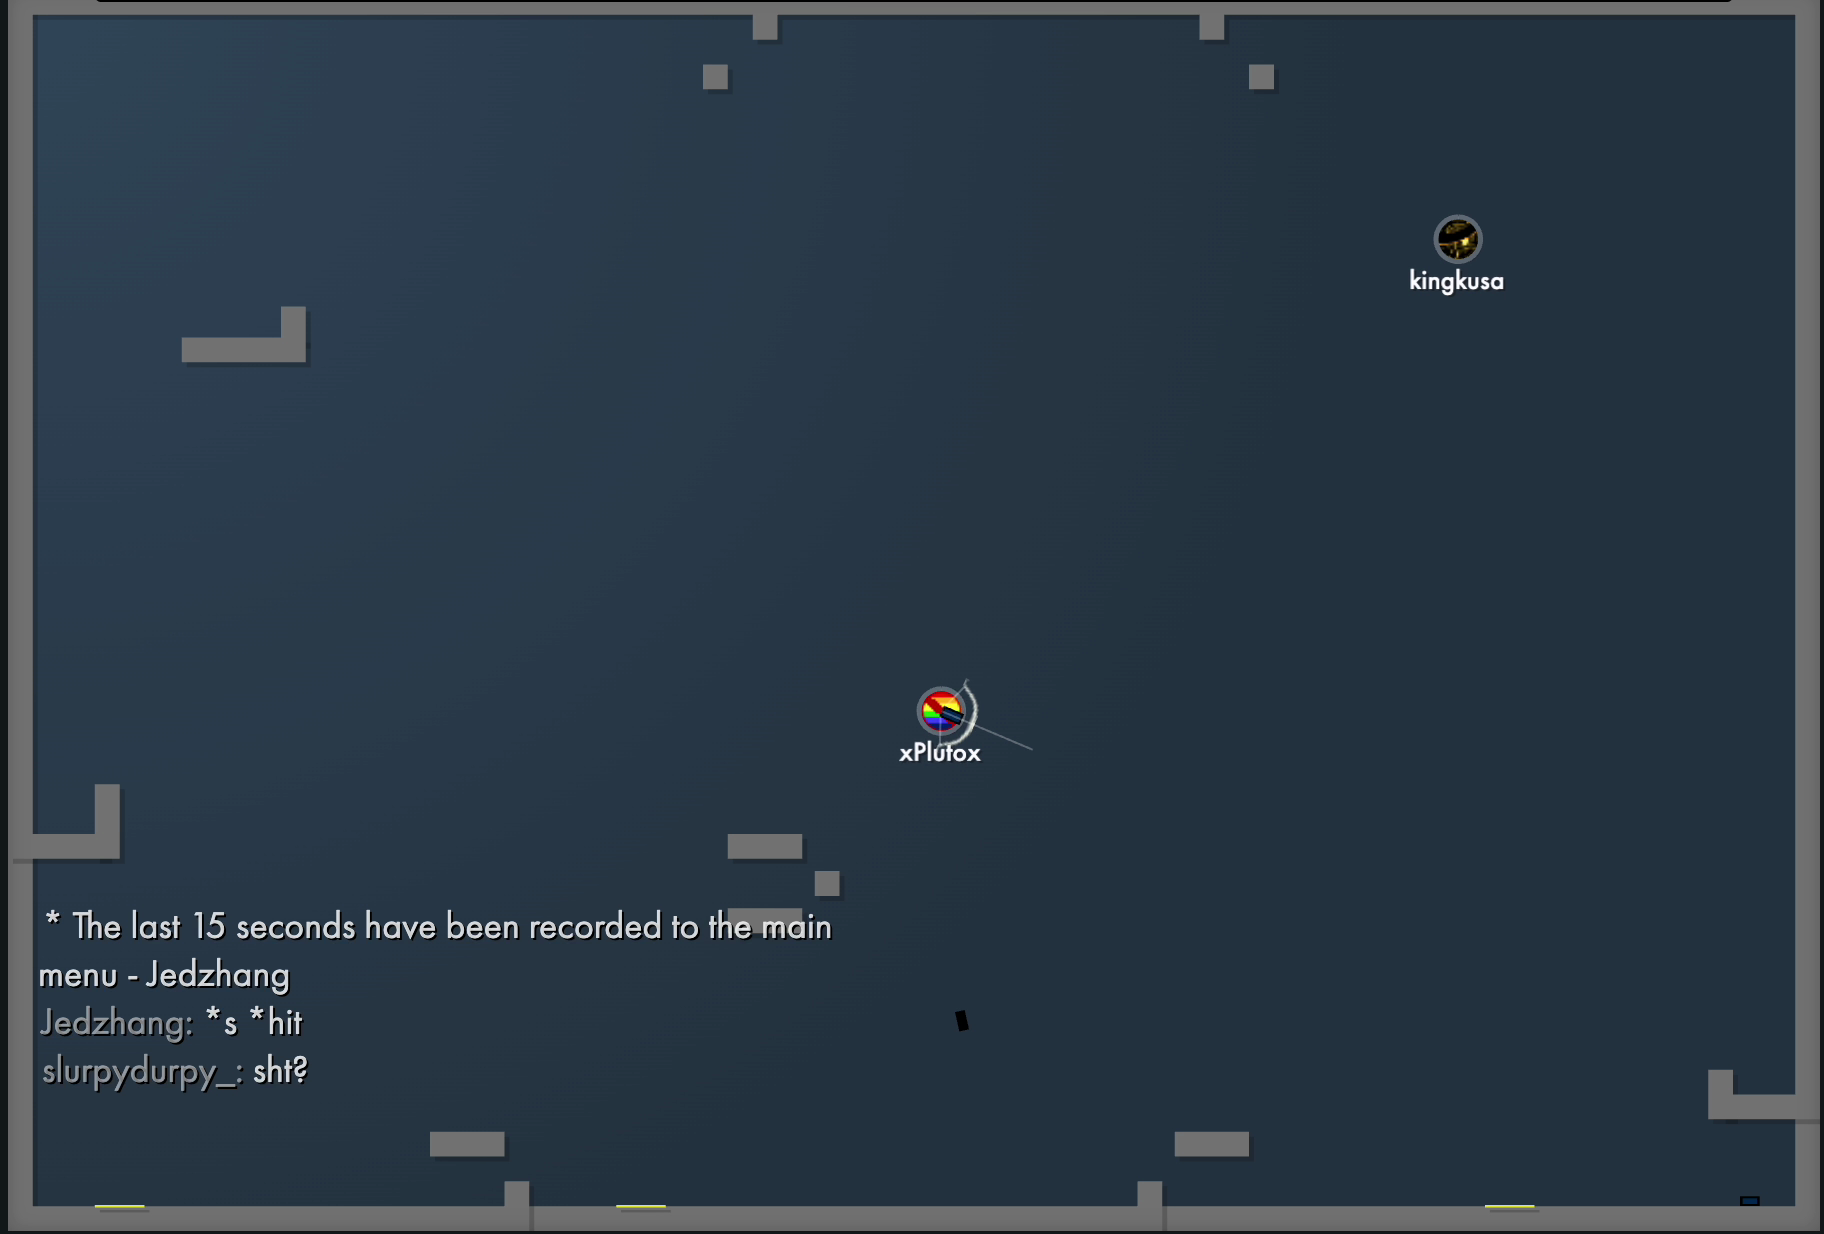 kingkusa
xPlutox
* The last 15 seconds have been recorded to the main
menu - Jedzhang
Jedzhang: *s *hit
slurpydurpy_: sht?